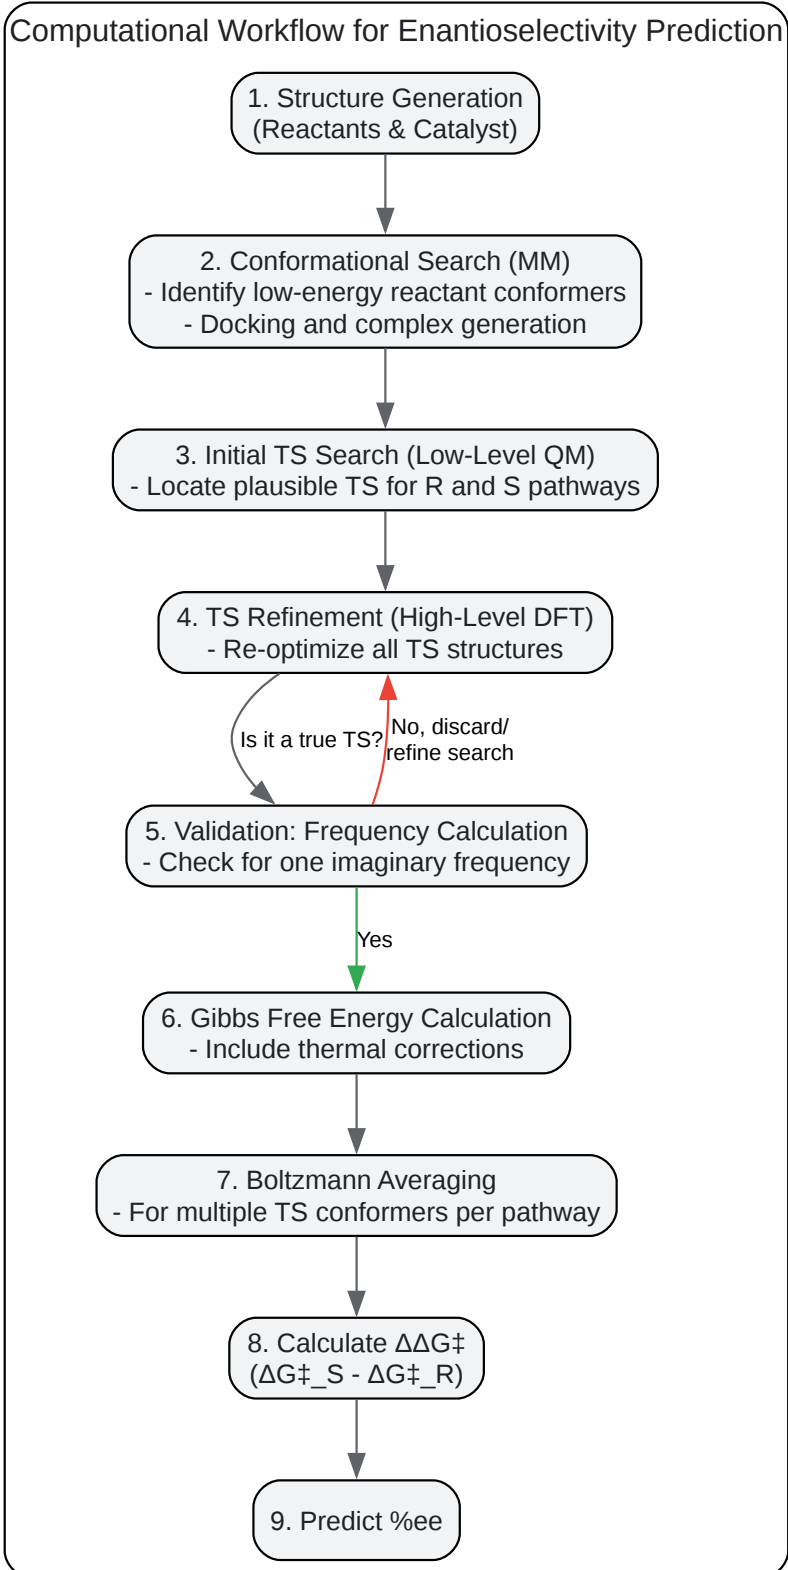 Computational Workflow for Enantioselectivity Prediction
1. Structure Generation
(Reactants & Catalyst)
2. Conformational Search (MM)
- Identify low-energy reactant conformers
- Docking and complex generation
3. Initial TS Search (Low-Level QM)
- Locate plausible TS for R and S pathways
4. TS Refinement (High-Level DFT)
- Re-optimize all TS structures
Is it a true TS?
No, discard/
refine search
5. Validation: Frequency Calculation
- Check for one imaginary frequency
Yes
6. Gibbs Free Energy Calculation
- Include thermal corrections
7. Boltzmann Averaging
- For multiple TS conformers per pathway
8. Calculate ΔΔG‡
(ΔG‡_S - ΔG‡_R)
9. Predict %ee